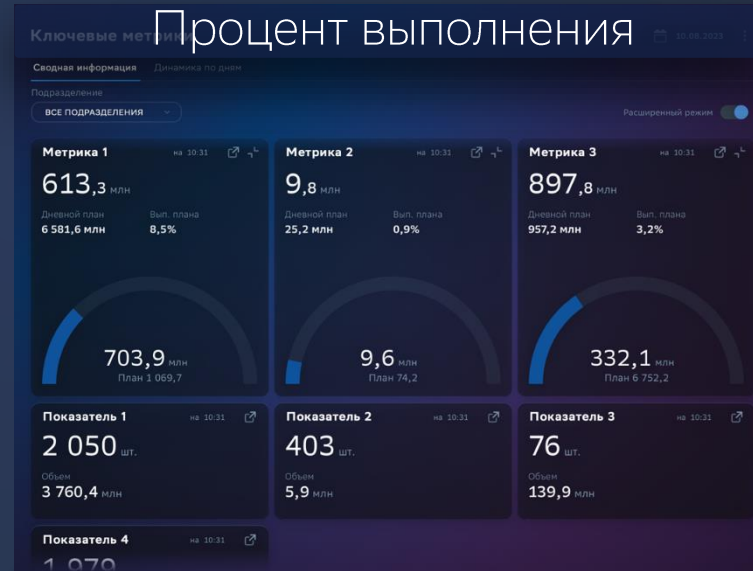 Процент выполнения
Ключевые метрики
30.08.2023
Сводная информация Динамика по дням
Подразделение
ВСЕ ПОДРАЗДЕЛЕНИЯ
Расширенный режим
Метрика 1 на 10:31
613,3 млн
Дневной план Вып. плана
6 581,6 млн 8,5%
703,9 млн
План 1 069,7
Метрика 2 на 10:31
9,8 млн
Дневной план Вып. плана
25,2 млн 0,9%
9,6 млн
План 74,2
Метрика 3 на 10:31
897,8 млн
Дневной план Вып. плана
957,2 млн 3,2%
332,1 млн
План 6 752,2
Показатель 1 на 10:31
2 050 шт.
Объем
3 760,4 млн
Показатель 2 на 10:31
403 шт.
Объем
5,9 млн
Показатель 3 на 10:31
76 шт.
Объем
139,9 млн
Показатель 4 на 10:31
1 979